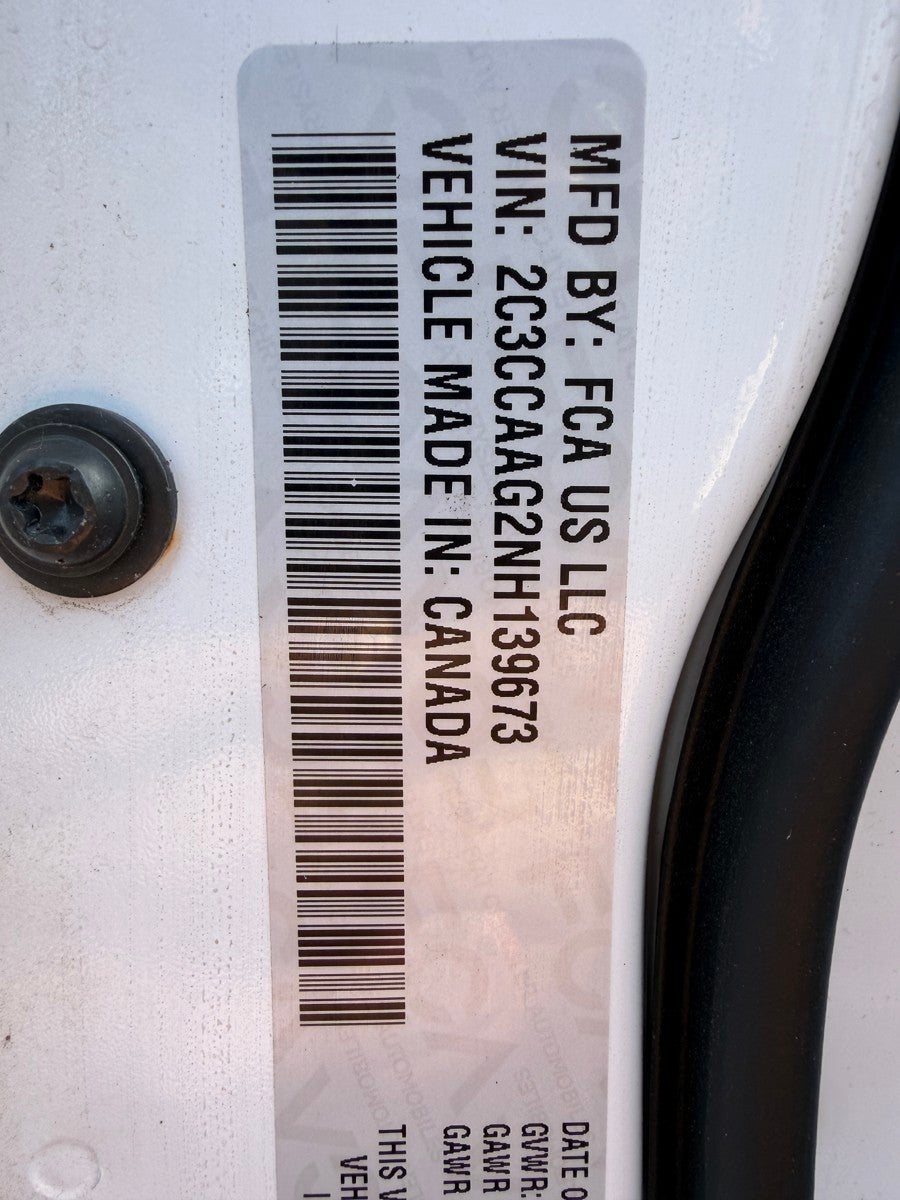 MFD BY: FCA US LLC
VIN: 2C3CCAAG2NH139673
VEHICLE MADE IN: CANADA
DATE O
GVWR:
GAWR
GAWR
THIS V
VEH